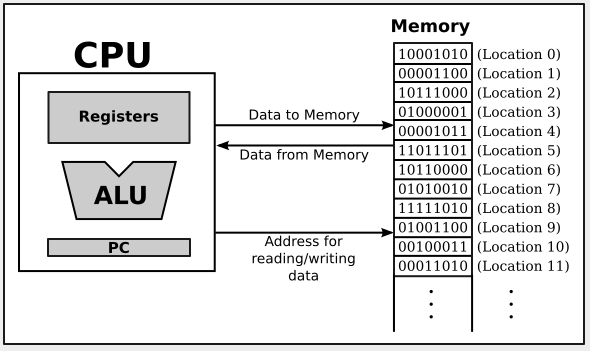 CPU
Registers
ALU
PC
Data to Memory
Data from Memory
Address for
reading/writing
data
Memory
10001010 (Location 0)
00001100 (Location 1)
10111000 (Location 2)
01000001 (Location 3)
00001011 (Location 4)
11011101 (Location 5)
10110000 (Location 6)
01010010 (Location 7)
11111010 (Location 8)
01001100 (Location 9)
00100011 (Location 10)
00011010 (Location 11)